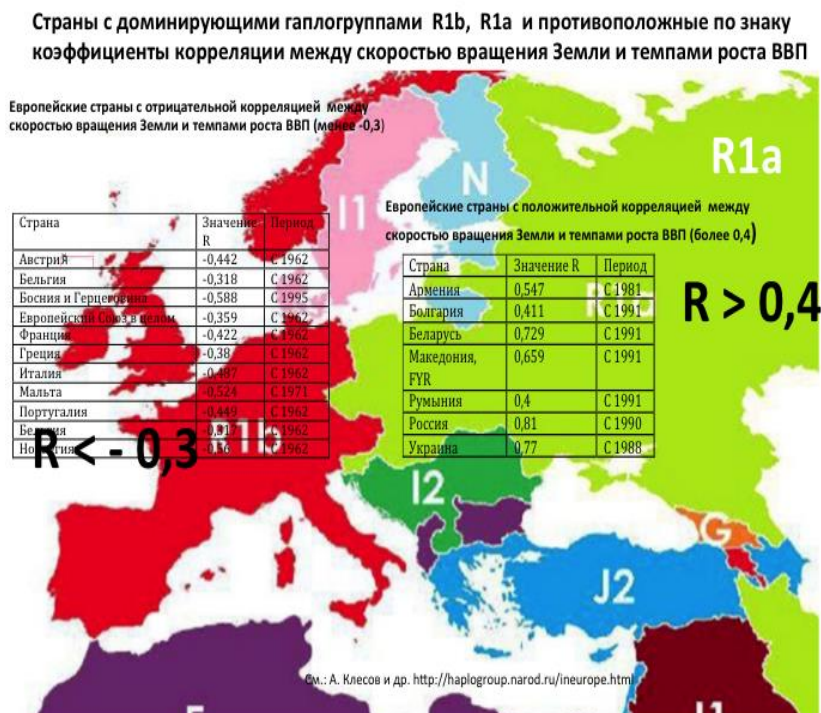 Страны с доминирующими гаплогруппами R1b, R1a и противоположные по знаку
коэффициенты корреляции между скоростью вращения Земли и темпами роста ВВП
Европейские страны с отрицательной корреляцией между
скоростью вращения Земли и темпами роста ВВП (менее -0,3)
Страна Значение R Период
Австрия -0,442 С 1962
Бельгия -0,318 С 1962
Босния и Герцеговина -0,588 С 1995
Европейский Союз в целом -0,359 С 1962
Франция -0,422 С 1962
Греция -0,38 С 1962
Италия -0,487 С 1962
Мальта -0,524 С 1971
Португалия -0,449 С 1962
-0,317 С 1962
-0,56 С 1962
R < - 0,3
Европейские страны с положительной корреляцией между
скоростью вращения Земли и темпами роста ВВП (более 0,4)
Страна Значение R Период
Армения 0,547 С 1981
Болгария 0,411 С 1991
Беларусь 0,729 С 1991
Македония, 0,659 С 1991
FYR
Румыния 0,4 С 1991
Россия 0,81 С 1990
Украина 0,77 С 1988
R > 0,4
R1a
N
I1
R1b
I2
G
J2
См.: А. Клесов и др. http://haplogroup.narod.ru/ineurope.html